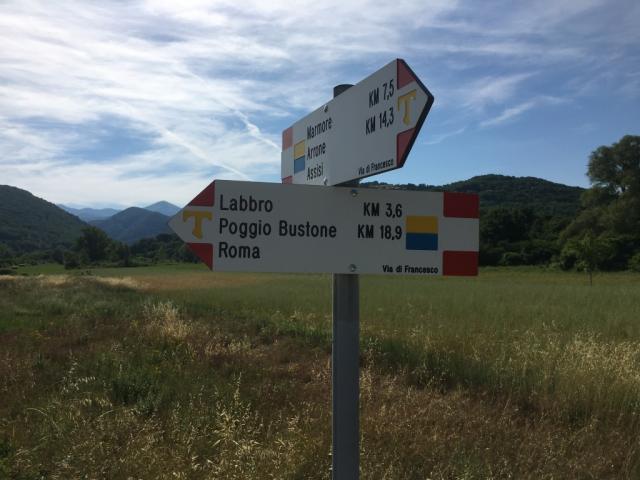 Marmore KM 7,5
Arrone KM 14,3
Assisi
Via di Francesco
Labbro KM 3,6
Poggio Bustone KM 18,9
Roma
Via di Francesco